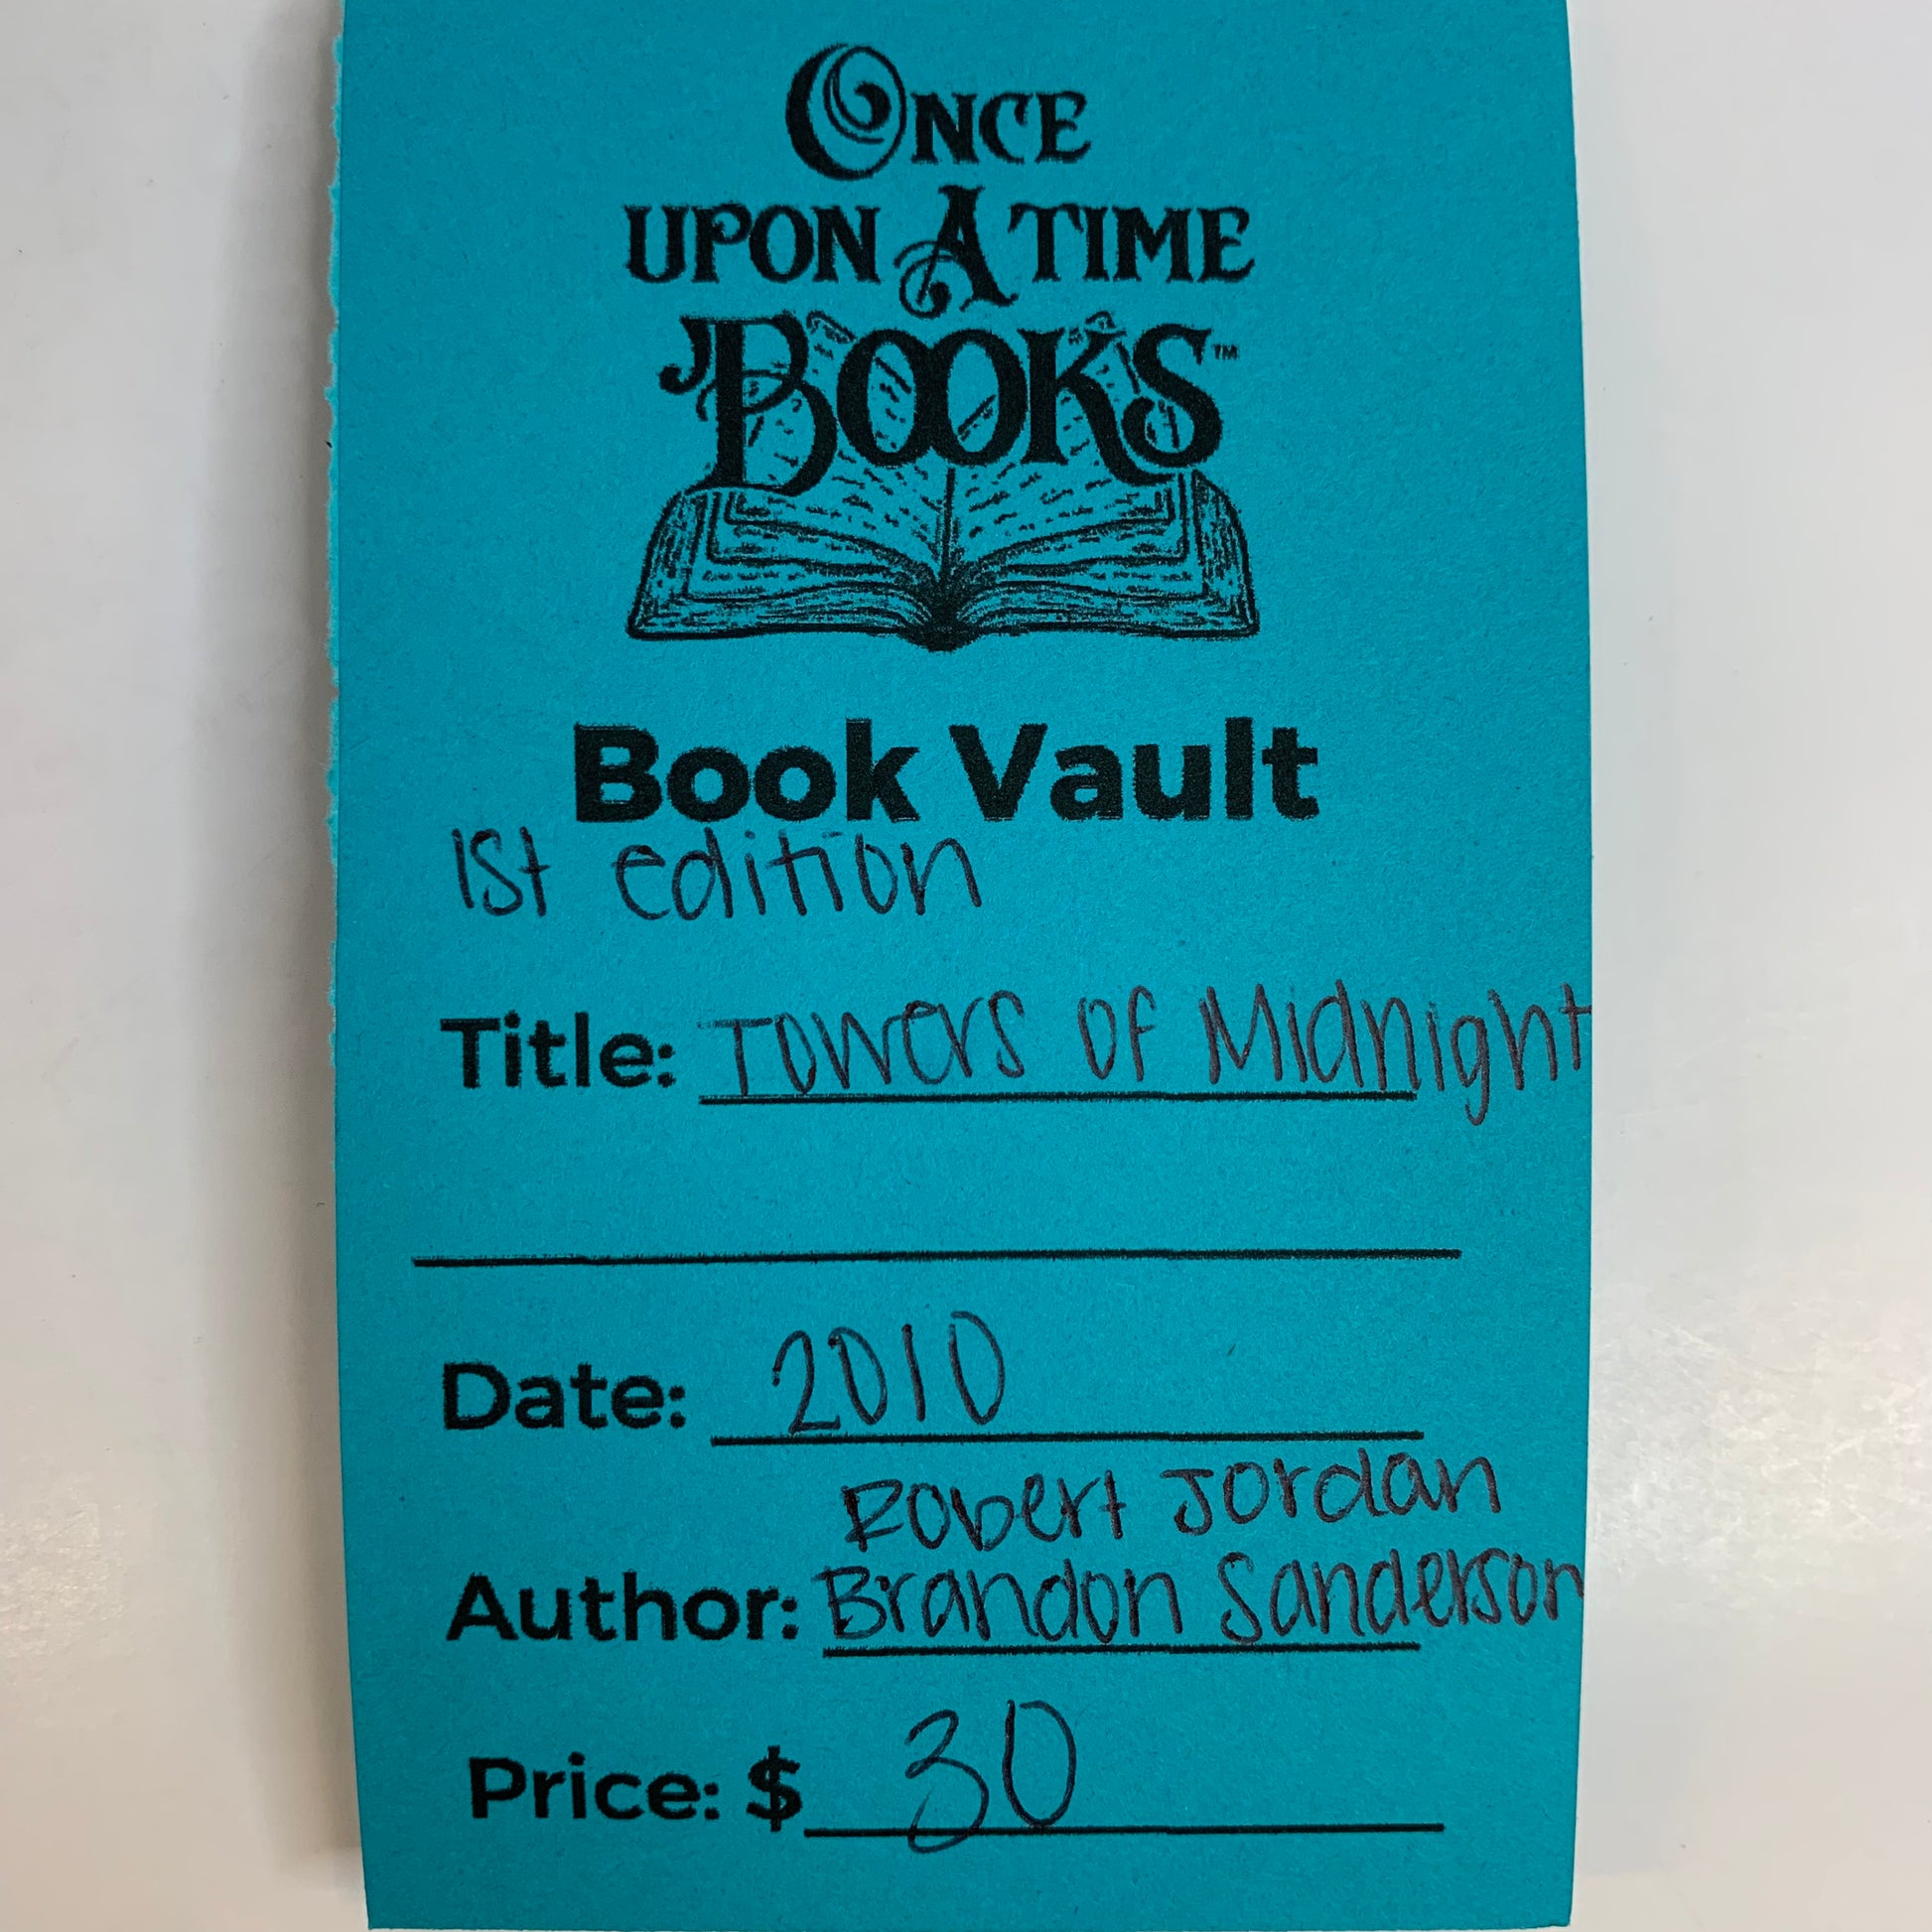 ONCE
UPON A TIME
BOOKS™
Book Vault
1st edition
Title: Towers of Midnight
Date: 2010
Robert Jordan
Author: Brandon Sanderson
Price: $ 30